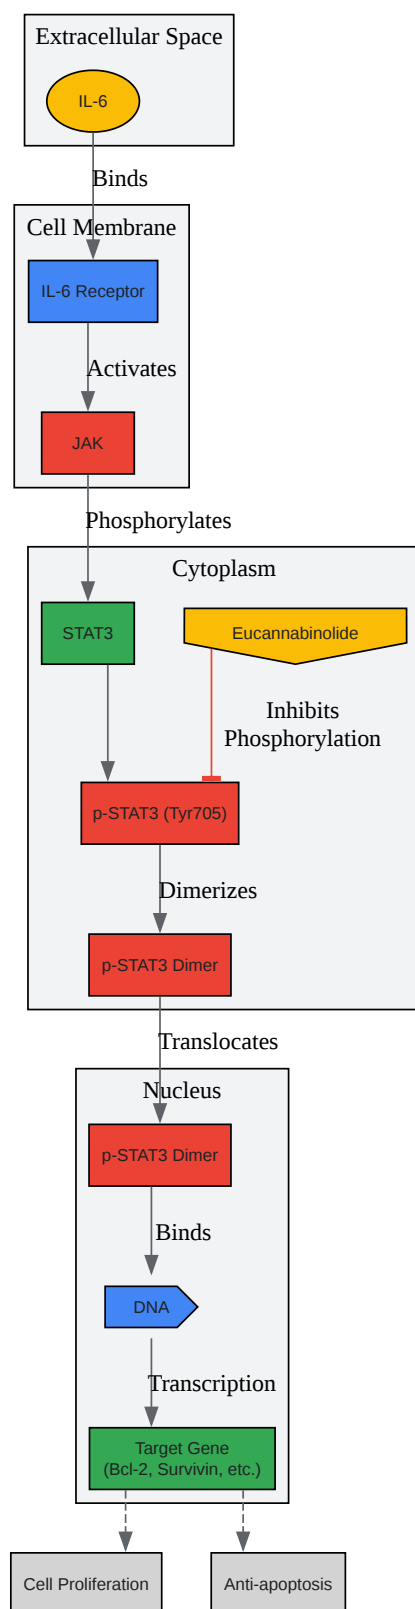 Extracellular Space
IL-6
Binds
Cell Membrane
IL-6 Receptor
Activates
JAK
Phosphorylates
Cytoplasm
STAT3
Eucannabinolide
Inhibits
Phosphorylation
p-STAT3 (Tyr705)
Dimerizes
p-STAT3 Dimer
Translocates
Nucleus
p-STAT3 Dimer
Binds
DNA
Transcription
Target Gene
(Bcl-2, Survivin, etc.)
Cell Proliferation
Anti-apoptosis